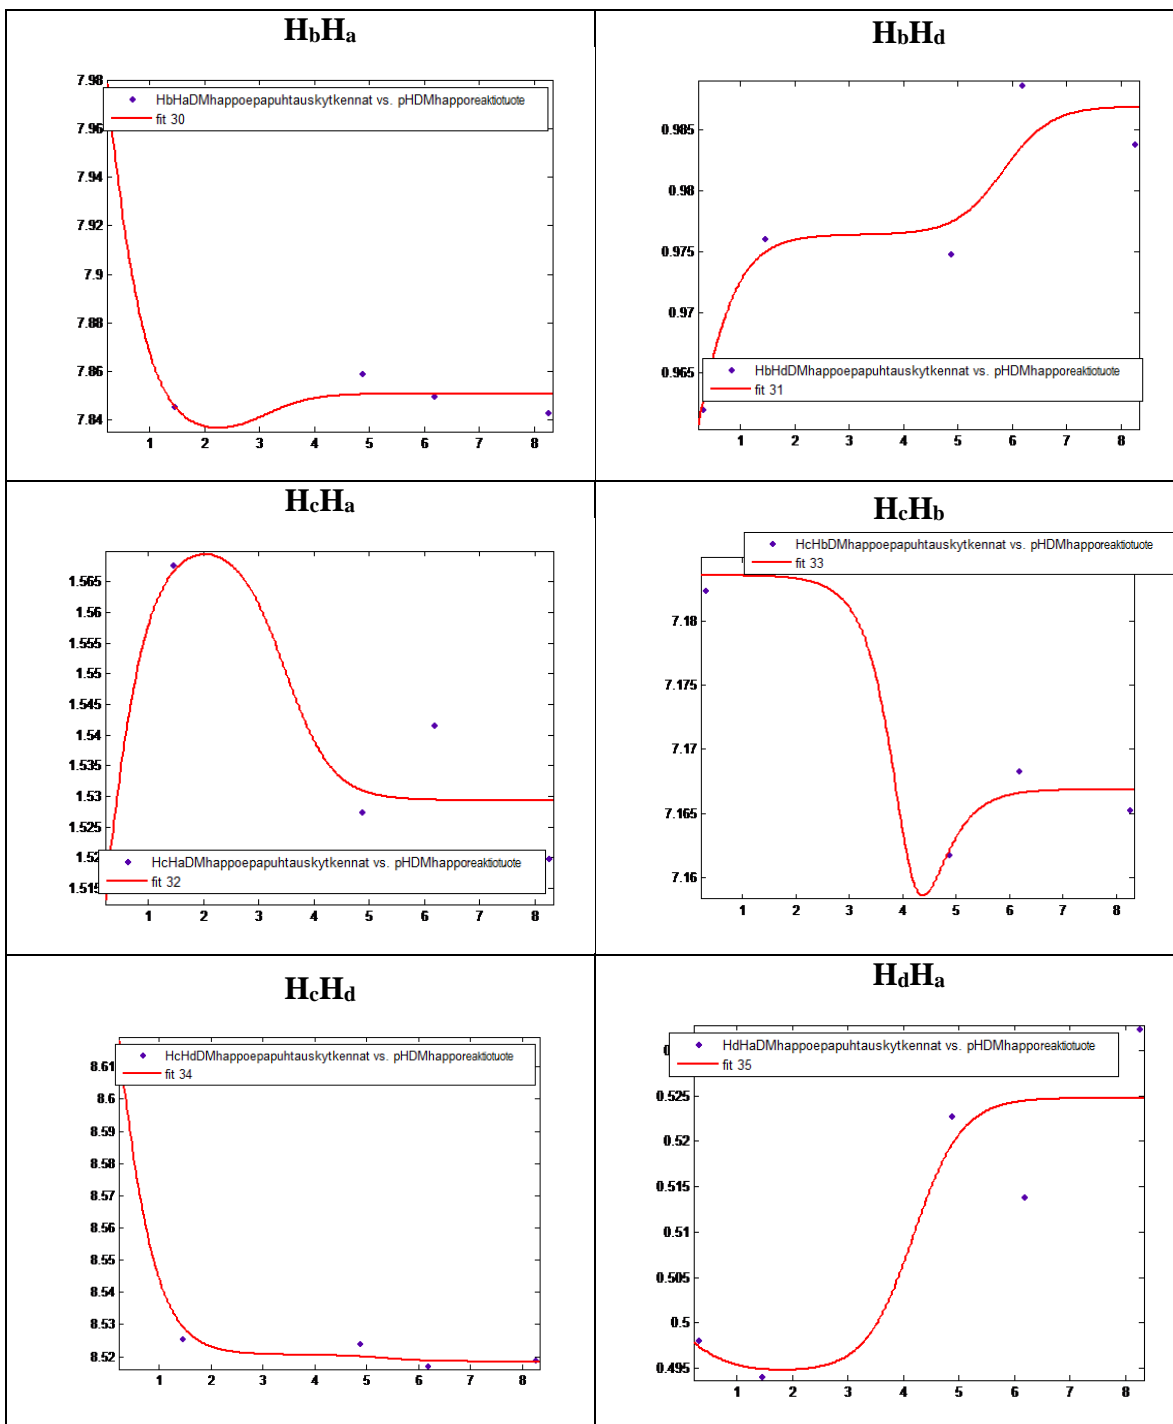 HbHa
7.98
7.96
7.94
7.92
7.9
7.88
7.86
7.84
HbHaDMhappoepapuhtauskytkennat vs. pHDMhapporeaktiotuote
fit 30
1 2 3 4 5 6 7 8
HbHd
0.985
0.98
0.975
0.97
0.965
HbHdDMhappoepapuhtauskytkennat vs. pHDMhapporeaktiotuote
fit 31
1 2 3 4 5 6 7 8
HcHa
1.565
1.56
1.555
1.55
1.545
1.54
1.535
1.53
1.525
1.52
1.515
HcHaDMhappoepapuhtauskytkennat vs. pHDMhapporeaktiotuote
fit 32
1 2 3 4 5 6 7 8
HcHb
HcHbDMhappoepapuhtauskytkennat vs. pHDMhapporeaktiotuote
fit 33
7.18
7.175
7.17
7.165
7.16
1 2 3 4 5 6 7 8
HcHd
HcHdDMhappoepapuhtauskytkennat vs. pHDMhapporeaktiotuote
fit 34
8.61
8.6
8.59
8.58
8.57
8.56
8.55
8.54
8.53
8.52
1 2 3 4 5 6 7 8
HdHa
HdHaDMhappoepapuhtauskytkennat vs. pHDMhapporeaktiotuote
fit 35
0.525
0.52
0.515
0.51
0.505
0.5
0.495
1 2 3 4 5 6 7 8